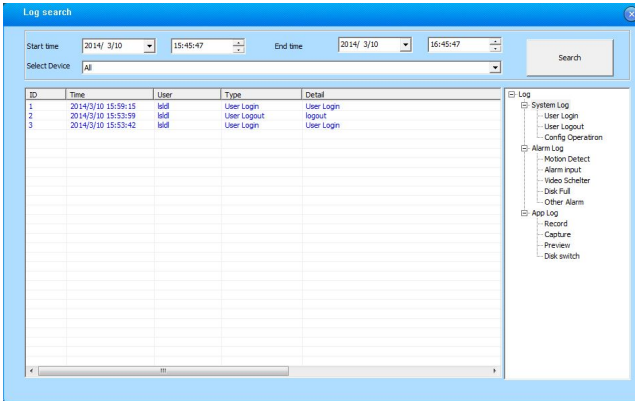 Log search
Start time 2014/ 3/10 15:45:47 End time 2014/ 3/10 16:45:47
Search
Select Device All
ID Time User Type Detail
1 2014/3/10 15:59:15 lsldl User Login User Login
2 2014/3/10 15:53:59 lsldl User Logout logout
3 2014/3/10 15:53:42 lsldl User Login User Login
Log
System Log
User Login
User Logout
Config Operatiron
Alarm Log
Motion Detect
Alarm input
Video Schelter
Disk Full
Other Alarm
App Log
Record
Capture
Preview
Disk switch